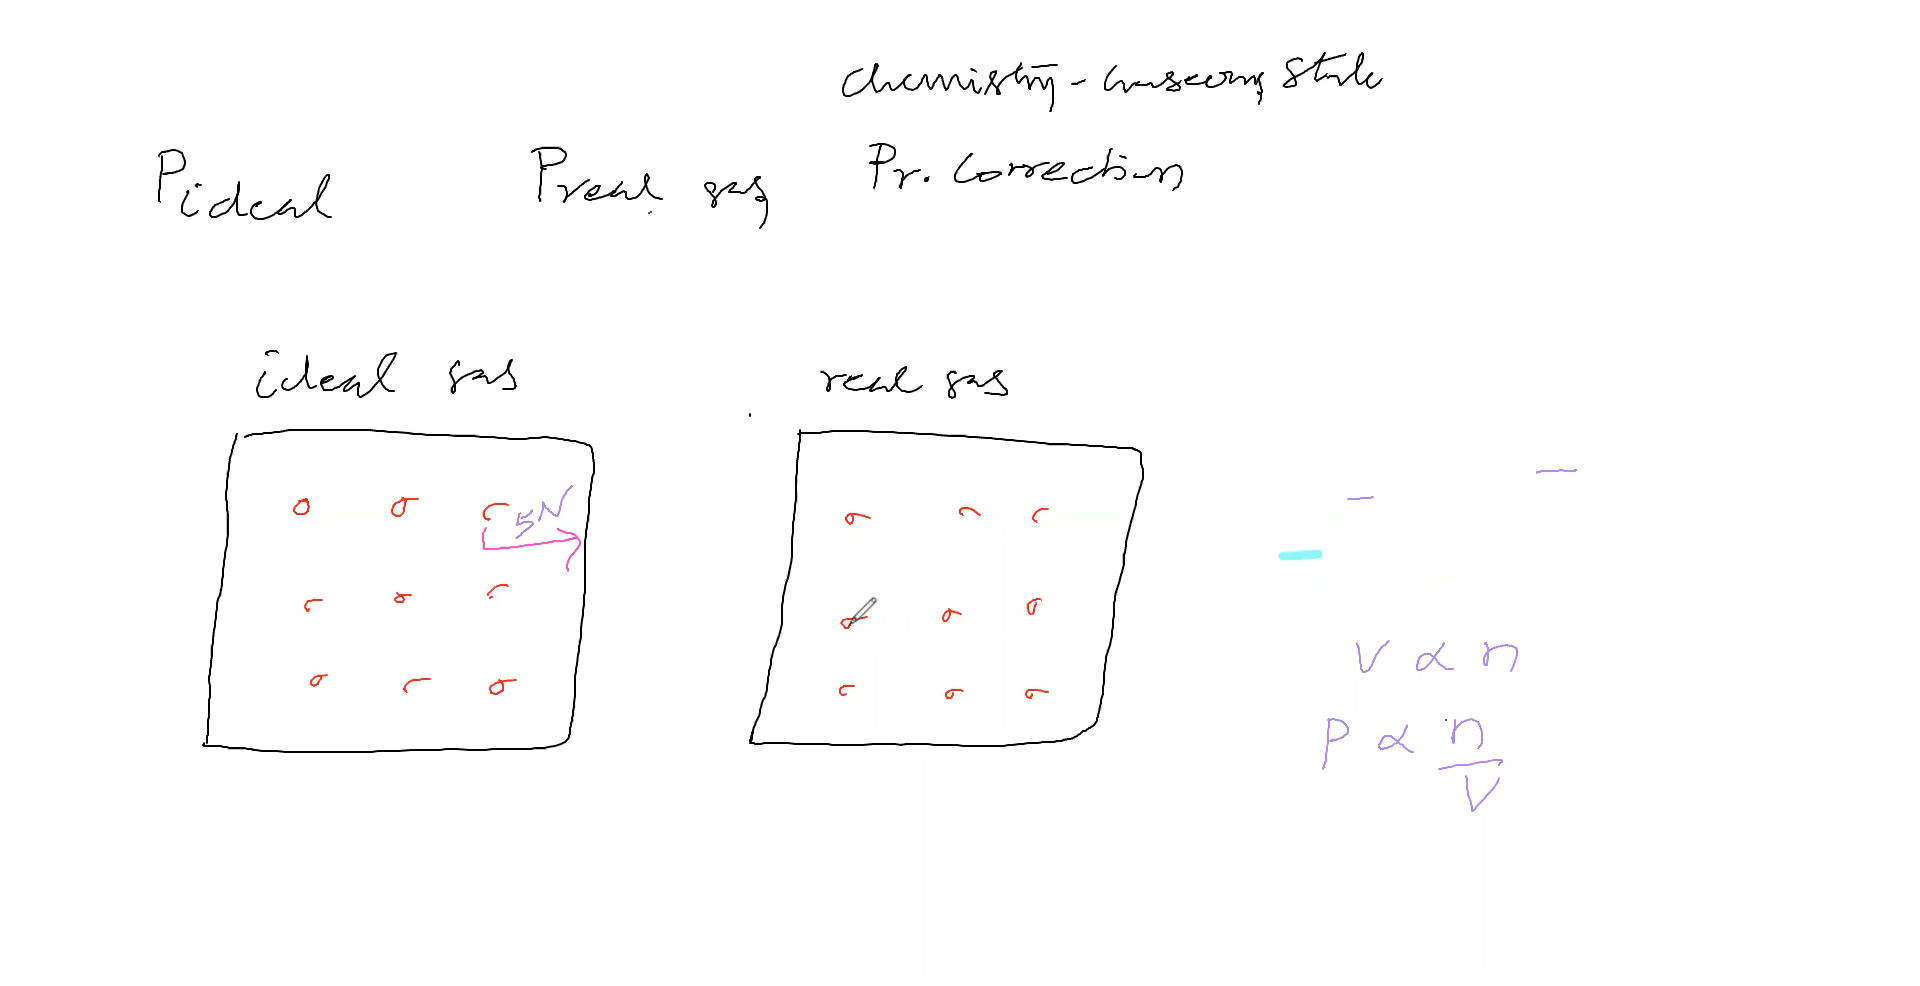 Chemistry - Gaseous State
P ideal P real gas Pr. Correction
ideal gas real gas
5N
V ∝ n
P ∝ n/V